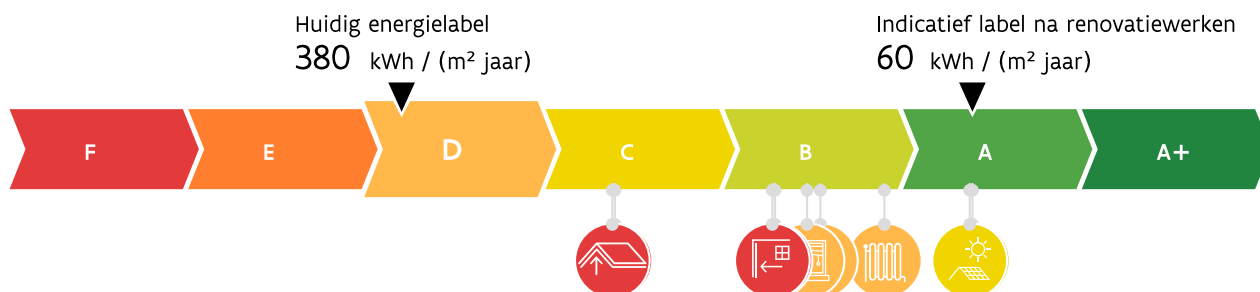 Huidig energielabel
380 kWh / (m² jaar)
Indicatief label na renovatiewerken
60 kWh / (m² jaar)
F E D C B A A+